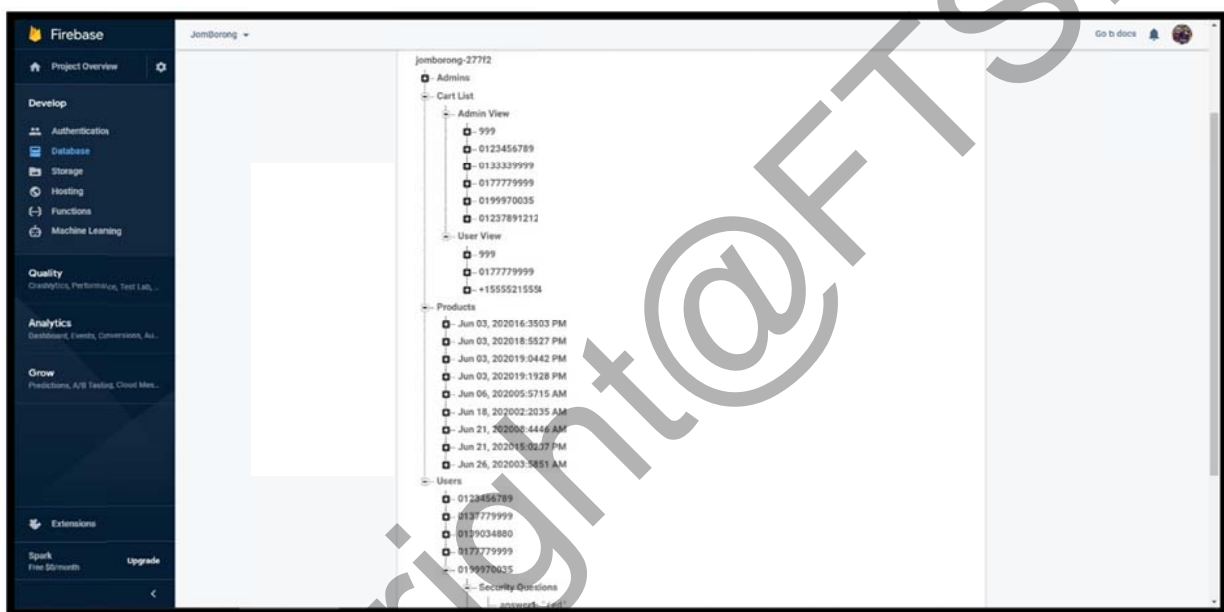 Firebase
JomBorong
Go to docs
Project Overview
Develop
Authentication
Database
Storage
Hosting
Functions
Machine Learning
Quality
Crashlytics, Performance, Test Lab, ...
Analytics
Dashboard, Events, Conversions, Au...
Grow
Predictions, A/B Testing, Cloud Mes...
Extensions
Spark
Free $0/month
Upgrade
jomborong-277f2
Admins
Cart List
Admin View
999
0123456789
0133339999
0177779999
0199970035
01237891212
User View
999
0177779999
+15555215554
Products
Jun 03, 202016:3503 PM
Jun 03, 202018:5527 PM
Jun 03, 202019:0442 PM
Jun 03, 202019:1928 PM
Jun 06, 202005:5715 AM
Jun 18, 202002:2035 AM
Jun 21, 202008:4446 AM
Jun 21, 202015:0237 PM
Jun 26, 202003:5851 AM
Users
0123456789
0137779999
0139034880
0177779999
0199970035
Security Questions
right@FTS